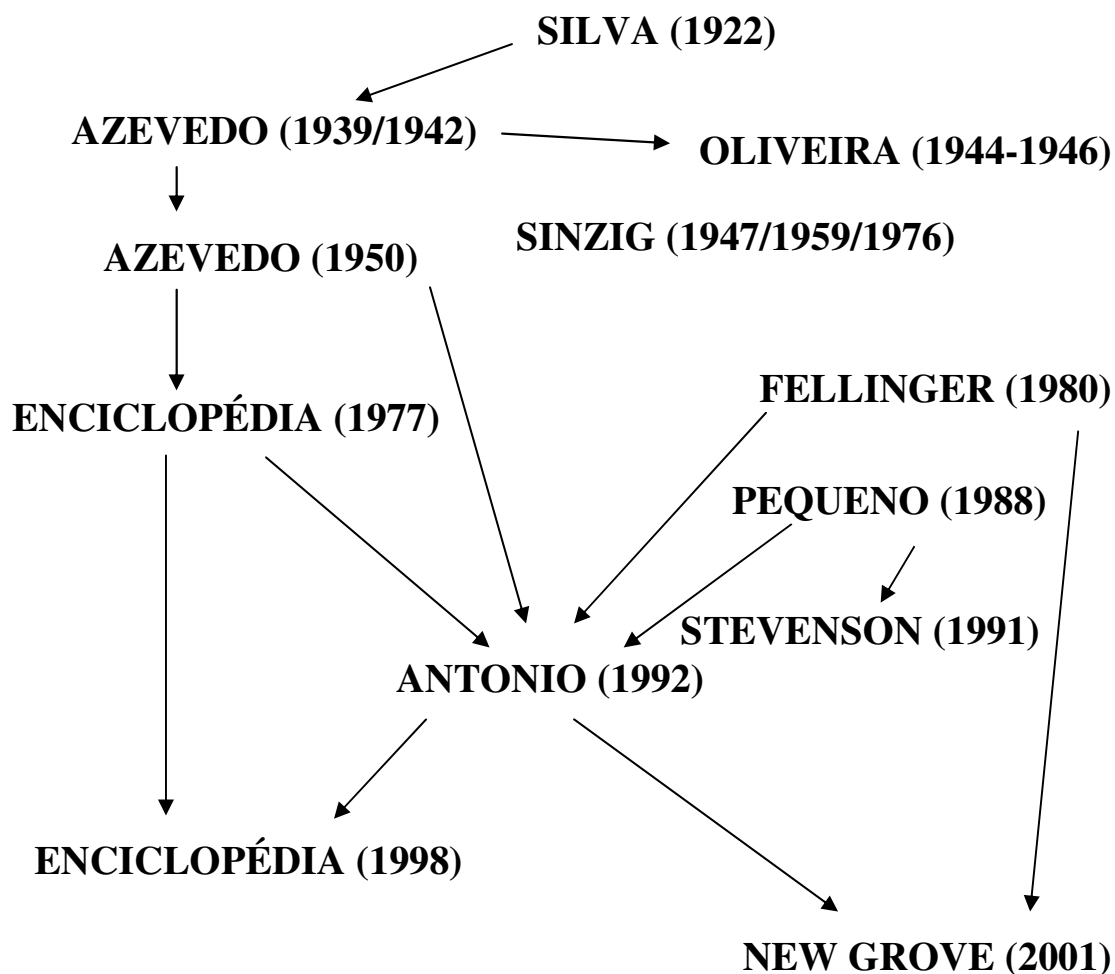 SILVA (1922)
AZEVEDO (1939/1942)
OLIVEIRA (1944-1946)
SINZIG (1947/1959/1976)
AZEVEDO (1950)
FELLINGER (1980)
ENCICLOPÉDIA (1977)
PEQUENO (1988)
STEVENSON (1991)
ANTONIO (1992)
ENCICLOPÉDIA (1998)
NEW GROVE (2001)